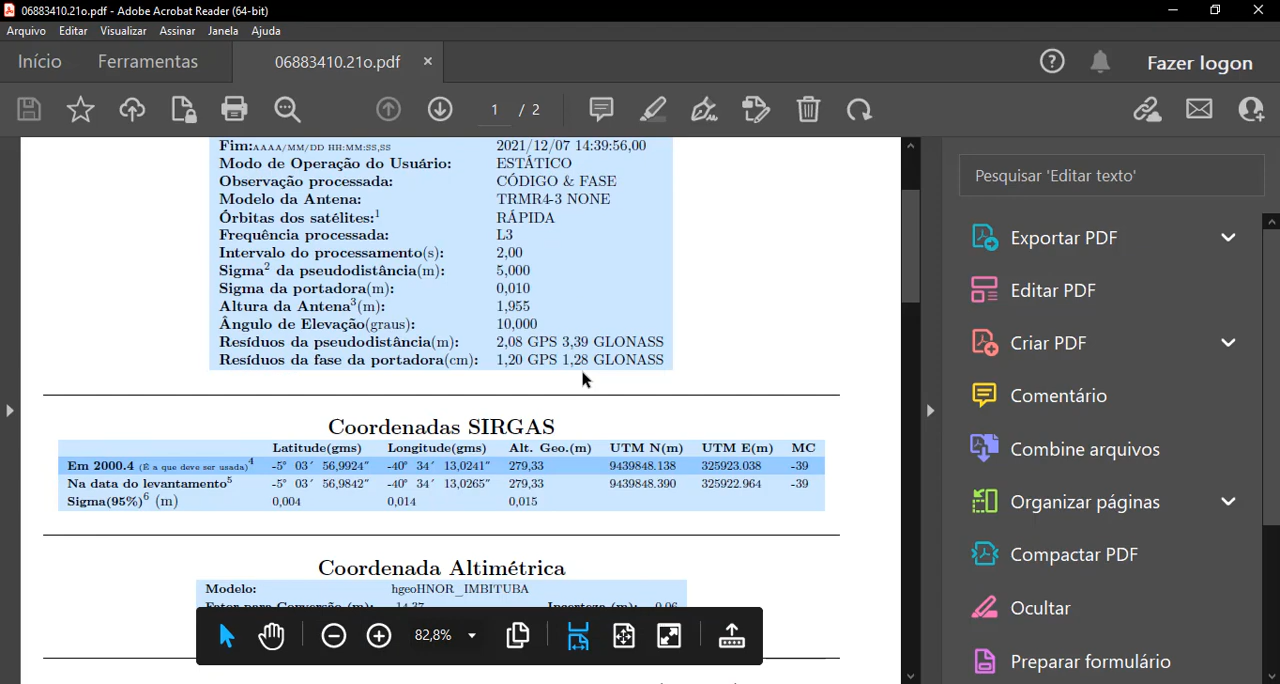 06883410.21o.pdf - Adobe Acrobat Reader (64-bit)
Arquivo Editar Visualizar Assinar Janela Ajuda
Início Ferramentas 06883410.21o.pdf × Fazer logon
1 / 2
Fim:AAAA/MM/DD HH:MM:SS,SS 2021/12/07 14:39:56,00
Modo de Operação do Usuário: ESTÁTICO
Observação processada: CÓDIGO & FASE
Modelo da Antena: TRMR4-3 NONE
Órbitas dos satélites:1 RÁPIDA
Frequência processada: L3
Intervalo do processamento(s): 2,00
Sigma2 da pseudodistância(m): 5,000
Sigma da portadora(m): 0,010
Altura da Antena3(m): 1,955
Ângulo de Elevação(graus): 10,000
Resíduos da pseudodistância(m): 2,08 GPS 3,39 GLONASS
Resíduos da fase da portadora(cm): 1,20 GPS 1,28 GLONASS
Coordenadas SIRGAS
Latitude(gms) Longitude(gms) Alt. Geo.(m) UTM N(m) UTM E(m) MC
Em 2000.4 (É a que deve ser usada)4 -5° 03´ 56,9924″ -40° 34´ 13,0241″ 279,33 9439848.138 325923.038 -39
Na data do levantamento5 -5° 03´ 56,9842″ -40° 34´ 13,0265″ 279,33 9439848.390 325922.964 -39
Sigma(95%)6 (m) 0,004 0,014 0,015
Coordenada Altimétrica
Modelo: hgeoHNOR_IMBITUBA
Fator para Conversão (m): 14,37 Incerteza (m): 0,06
82,8%
Pesquisar 'Editar texto'
Exportar PDF
Editar PDF
Criar PDF
Comentário
Combine arquivos
Organizar páginas
Compactar PDF
Ocultar
Preparar formulário